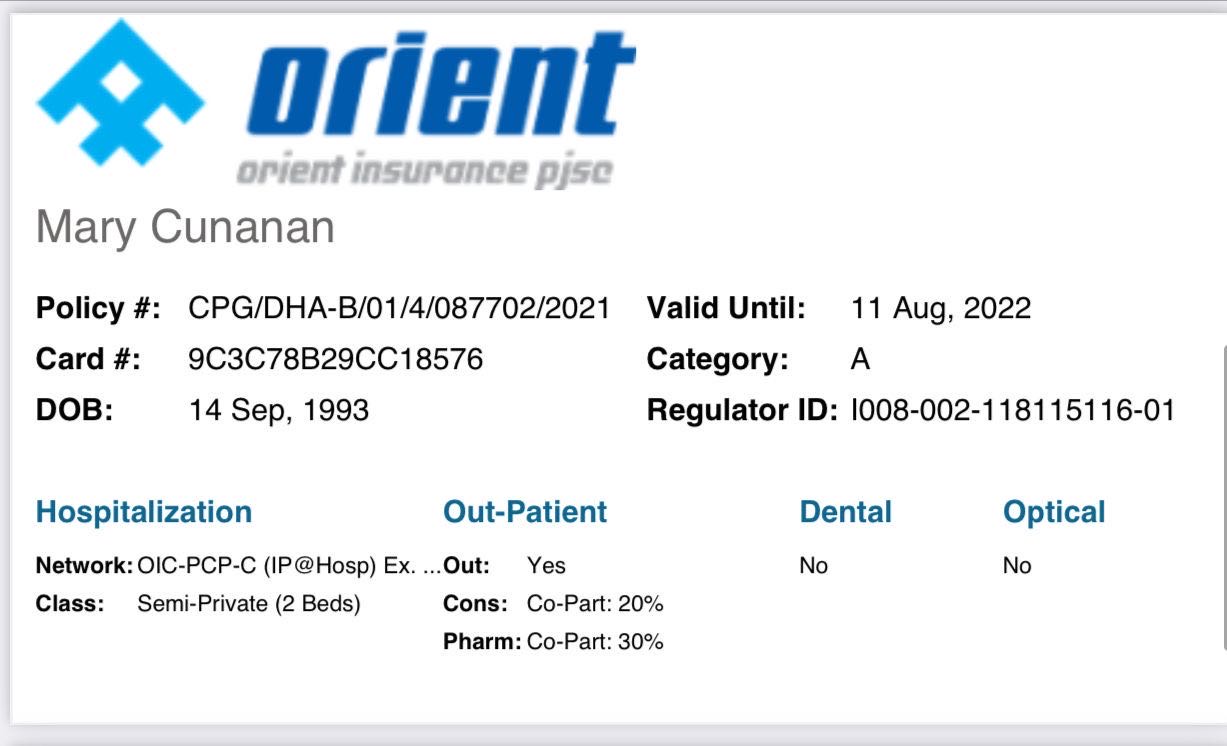 orient
orient insurance pjsc
Mary Cunanan
Policy #: CPG/DHA-B/01/4/087702/2021 Valid Until: 11 Aug, 2022
Card #: 9C3C78B29CC18576 Category: A
DOB: 14 Sep, 1993 Regulator ID: I008-002-118115116-01
Hospitalization Out-Patient Dental Optical
Network: OIC-PCP-C (IP@Hosp) Ex. ... Out: Yes No No
Class: Semi-Private (2 Beds) Cons: Co-Part: 20%
Pharm: Co-Part: 30%